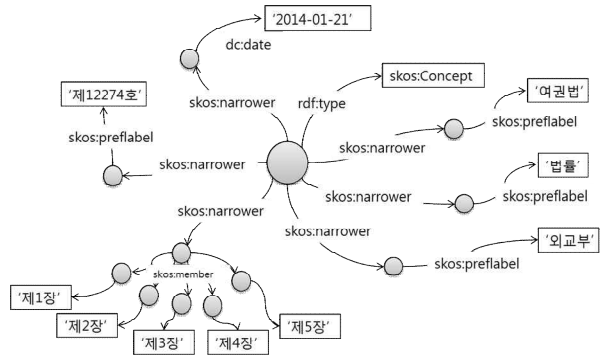 '2014-01-21'
dc:date
skos:Concept
'여권법'
'제12274호'
skos:narrower
rdf:type
skos:preflabel
skos:preflabel
skos:narrower
skos:narrower
'법률'
skos:narrower
skos:preflabel
skos:narrower
skos:narrower
'외교부'
skos:preflabel
skos:member
'제1장'
'제2장'
'제3장'
'제4장'
'제5장'